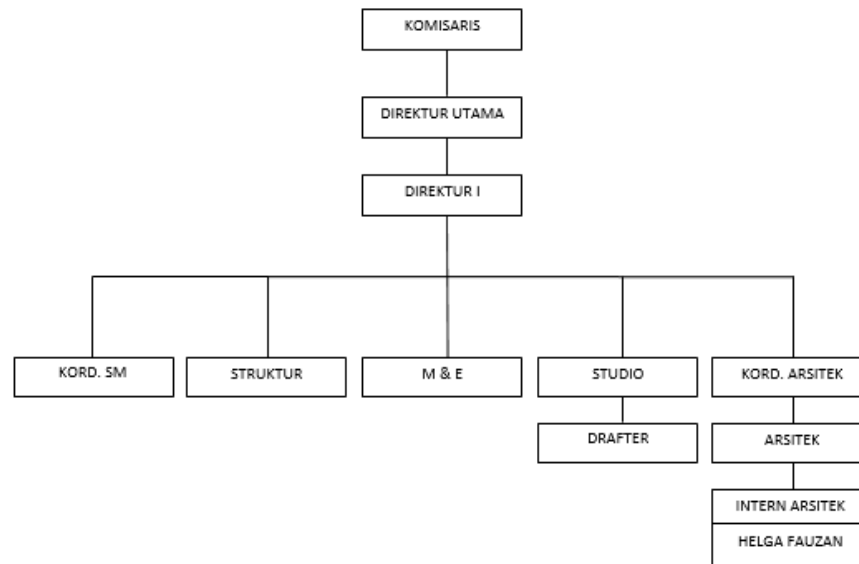 KOMISARIS
DIREKTUR UTAMA
DIREKTUR I
KORD. SM
STRUKTUR
M & E
STUDIO
KORD. ARSITEK
DRAFTER
ARSITEK
INTERN ARSITEK
HELGA FAUZAN